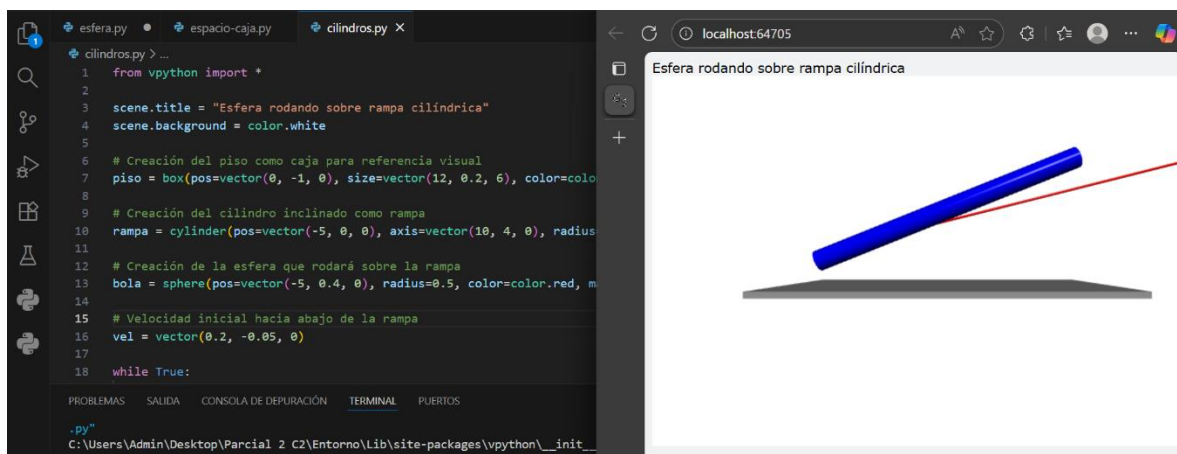 esfera.py
espacio-caja.py
cilindros.py
cilindros.py > ...
1 from vpython import *
2
3 scene.title = "Esfera rodando sobre rampa cilíndrica"
4 scene.background = color.white
5
6 # Creación del piso como caja para referencia visual
7 piso = box(pos=vector(0, -1, 0), size=vector(12, 0.2, 6), color=colo
8
9 # Creación del cilindro inclinado como rampa
10 rampa = cylinder(pos=vector(-5, 0, 0), axis=vector(10, 4, 0), radius=
11
12 # Creación de la esfera que rodará sobre la rampa
13 bola = sphere(pos=vector(-5, 0.4, 0), radius=0.5, color=color.red, m
14
15 # Velocidad inicial hacia abajo de la rampa
16 vel = vector(0.2, -0.05, 0)
17
18 while True:
PROBLEMAS SALIDA CONSOLA DE DEPURACIÓN TERMINAL PUERTOS
.py"
C:\Users\Admin\Desktop\Parcial 2 C2\Entorno\Lib\site-packages\vpython\__init__
1
localhost:64705
Esfera rodando sobre rampa cilíndrica